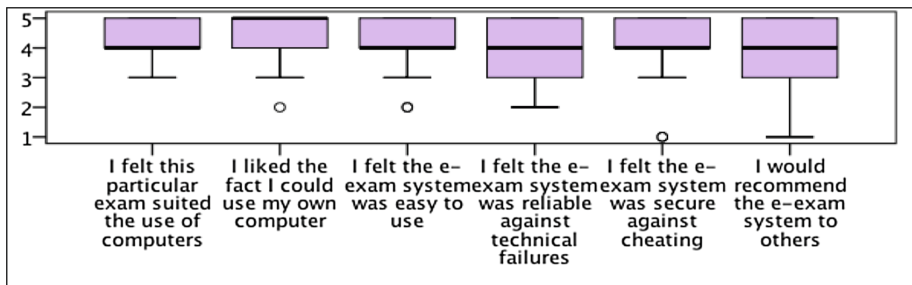 5
4
3
2
1
I felt this
particular
exam suited
the use of
computers
I liked the
fact I could
use my own
computer
I felt the e-
exam system
was easy to
use
I felt the e-
exam system
was reliable
against
technical
failures
I felt the e-
exam system
was secure
against
cheating
I would
recommend
the e-exam
system to
others